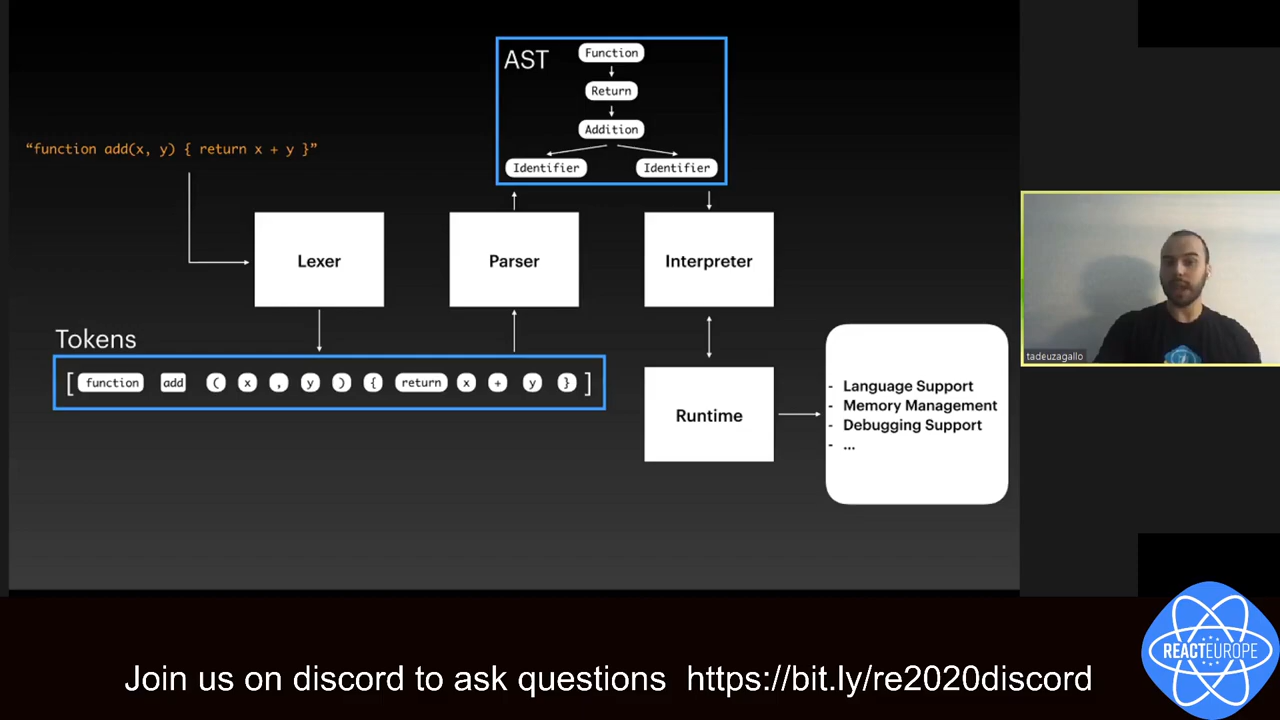 AST
Function
Return
Addition
Identifier Identifier
“function add(x, y) { return x + y }”
Lexer
Parser
Interpreter
Tokens
[ function add ( x , y ) { return x + y } ]
Runtime
- Language Support
- Memory Management
- Debugging Support
- ...
tadeuzagallo
REACTEUROPE
Join us on discord to ask questions https://bit.ly/re2020discord